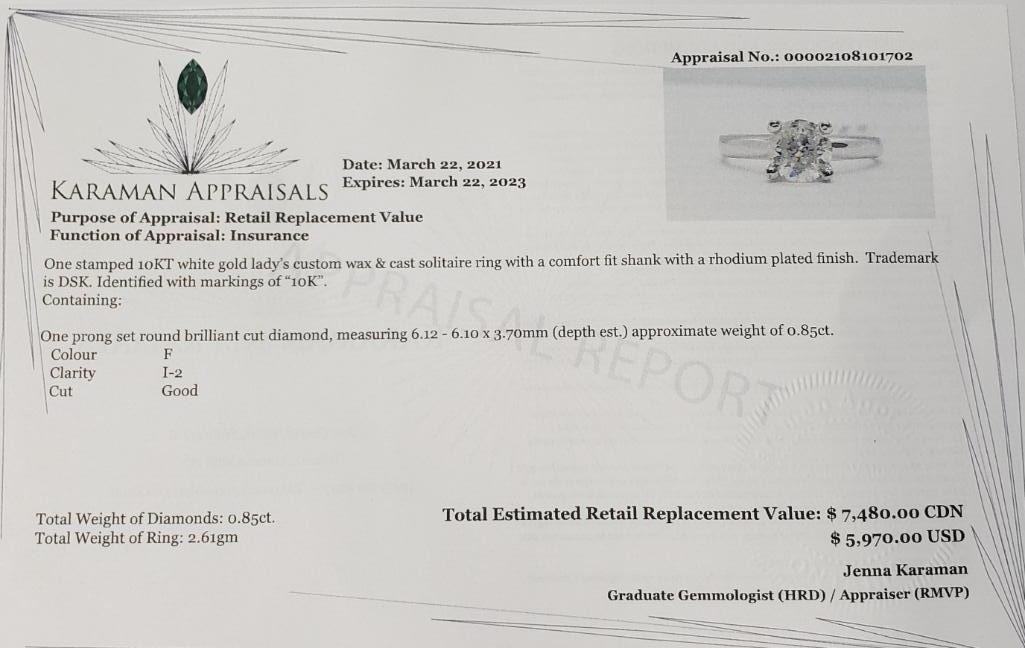 Appraisal No.: 00002108101702
KARAMAN APPRAISALS
Date: March 22, 2021
Expires: March 22, 2023
Purpose of Appraisal: Retail Replacement Value
Function of Appraisal: Insurance
One stamped 10KT white gold lady's custom wax & cast solitaire ring with a comfort fit shank with a rhodium plated finish. Trademark
is DSK. Identified with markings of "10K".
Containing:
One prong set round brilliant cut diamond, measuring 6.12 - 6.10 x 3.70mm (depth est.) approximate weight of 0.85ct.
Colour F
Clarity I-2
Cut Good
APPRAISAL REPORT
Total Weight of Diamonds: 0.85ct.
Total Weight of Ring: 2.61gm
Total Estimated Retail Replacement Value: $ 7,480.00 CDN
$ 5,970.00 USD
Jenna Karaman
Graduate Gemmologist (HRD) / Appraiser (RMVP)